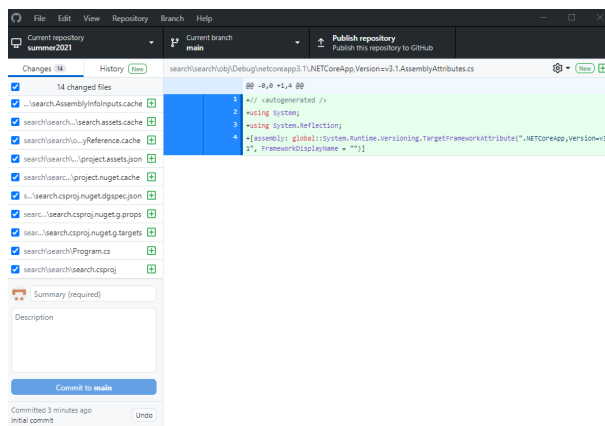 File Edit View Repository Branch Help
Current repository
summer2021
Current branch
main
Publish repository
Publish this repository to GitHub
Changes 14
History New
search\search\obj\Debug\netcoreapp3.1\.NETCoreApp,Version=v3.1.AssemblyAttributes.cs
New
14 changed files
...\search.AssemblyInfoInputs.cache
search\search...\search.assets.cache
search\search\o...yReference.cache
search\search\...\project.assets.json
search\searc...\project.nuget.cache
s...\search.csproj.nuget.dgspec.json
searc...\search.csproj.nuget.g.props
sear...\search.csproj.nuget.g.targets
search\search\Program.cs
search\search\search.csproj
@@ -0,0 +1,4 @@
1 +// <autogenerated />
2 +using System;
3 +using System.Reflection;
4 +[assembly: global::System.Runtime.Versioning.TargetFrameworkAttribute(".NETCoreApp,Version=v3
1", FrameworkDisplayName = "")]
Summary (required)
Description
Commit to main
Committed 3 minutes ago
Initial commit
Undo